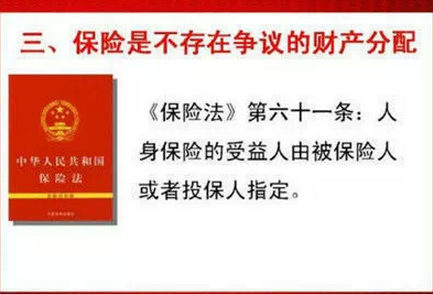 三、保险是不存在争议的财产分配
《保险法》第六十一条：人
身保险的受益人由被保险人
或者投保人指定。
中华人民共和国
保险法